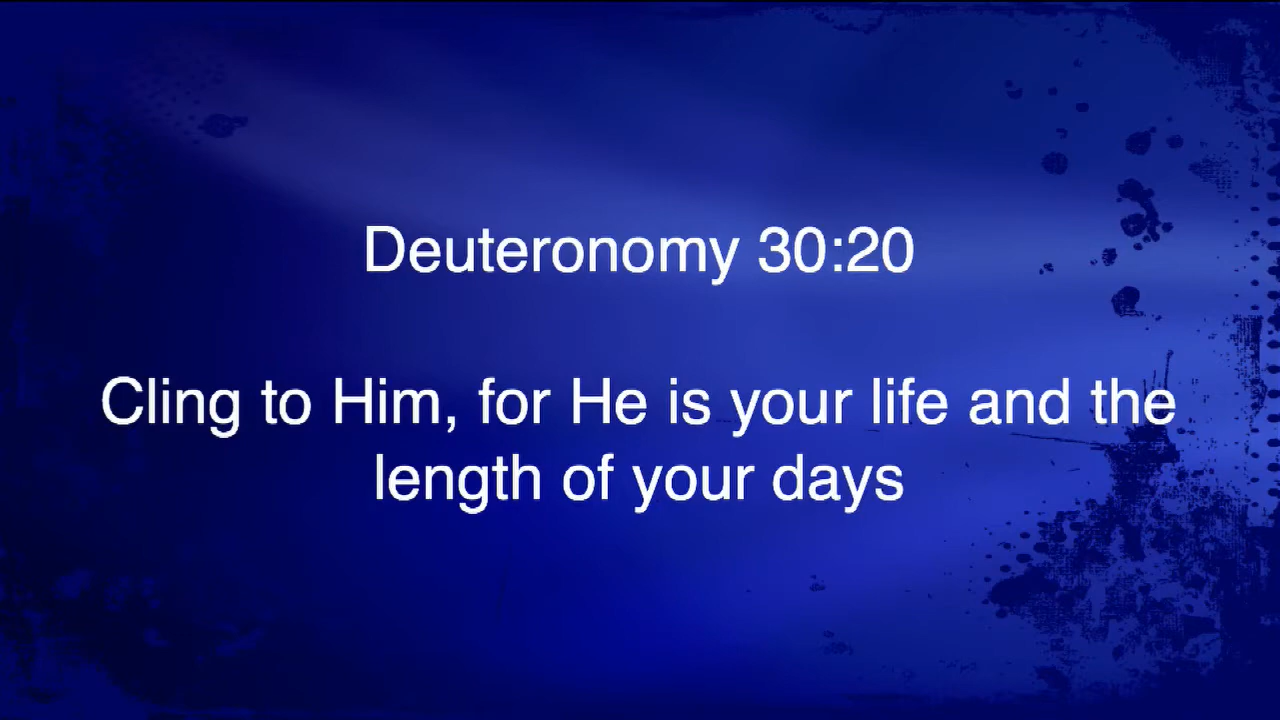 Deuteronomy 30:20
Cling to Him, for He is your life and the
length of your days